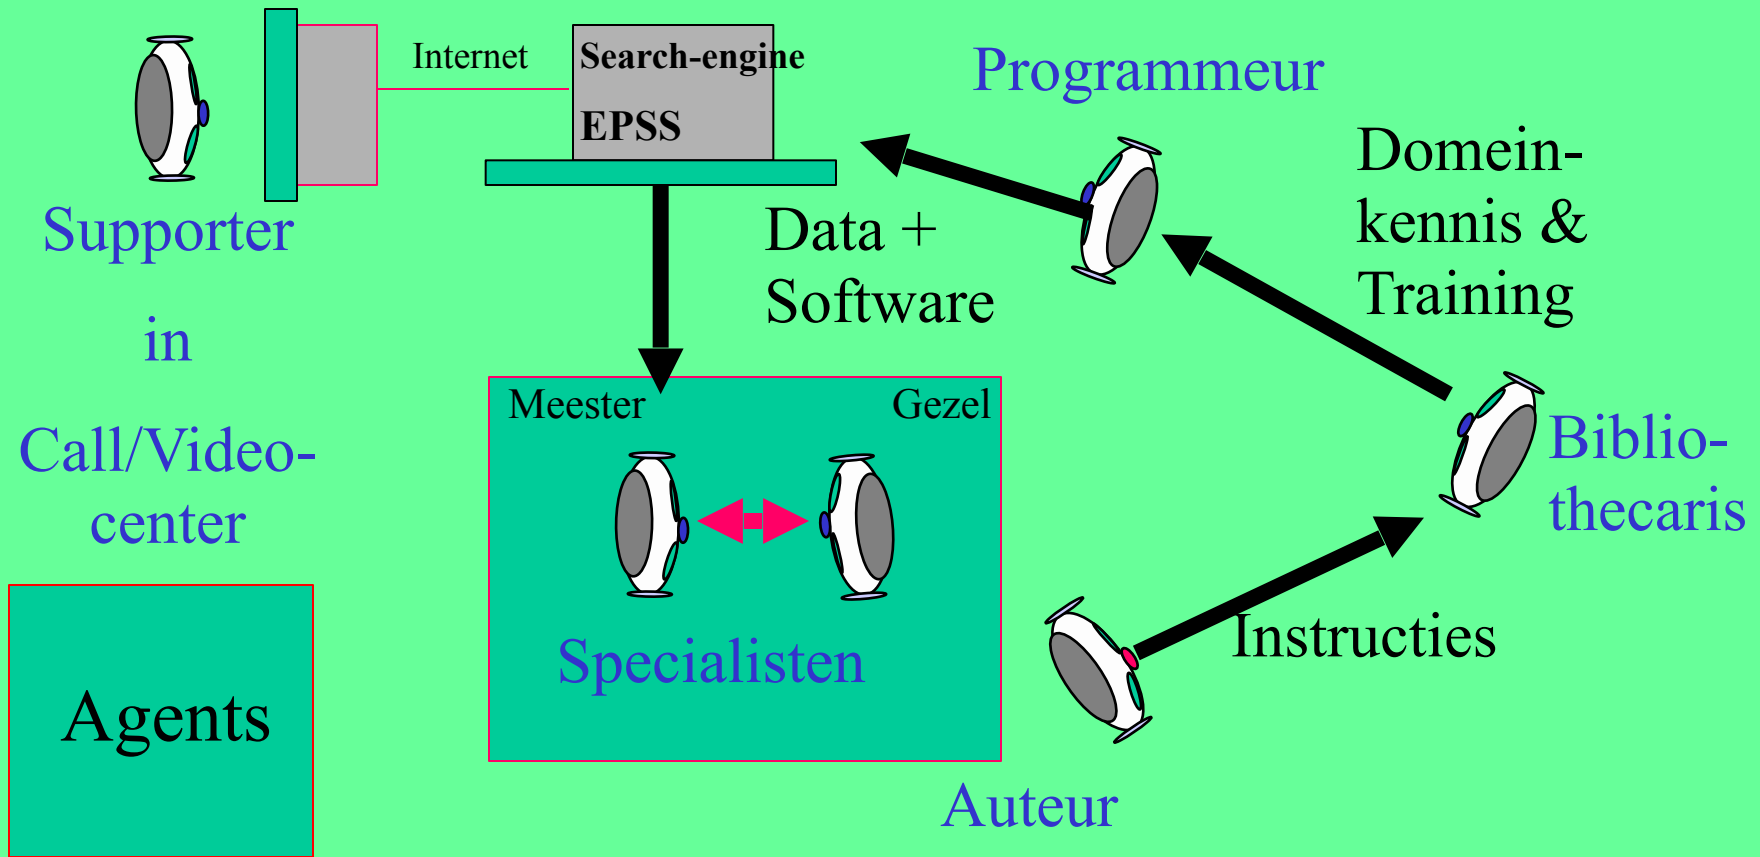 Internet
Search-engine
EPSS
Programmeur
Domein-
kennis &
Training
Supporter
in
Call/Video-
center
Data +
Software
Meester
Gezel
Specialisten
Biblio-
thecaris
Instructies
Auteur
Agents